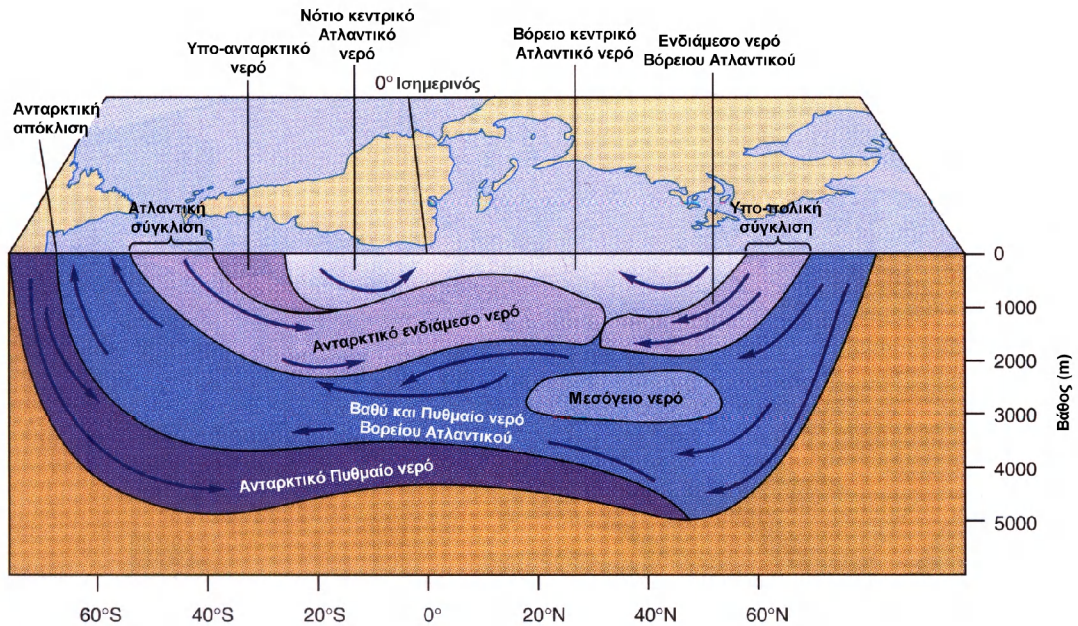 Νότιο κεντρικό
Ατλαντικό
νερό
Υπο-ανταρκτικό
νερό
Βόρειο κεντρικό
Ατλαντικό νερό
Ενδιάμεσο νερό
Βόρειου Ατλαντικού
0° Ισημερινός
Ανταρκτική
απόκλιση
Ατλαντική
σύγκλιση
Υπο-πολική
σύγκλιση
0
1000
2000
3000
4000
5000
Βάθος (m)
Ανταρκτικό ενδιάμεσο νερό
Μεσόγειο νερό
Βαθύ και Πυθμαίο νερό
Βορείου Ατλαντικού
Ανταρκτικό Πυθμαίο νερό
60°S 40°S 20°S 0° 20°N 40°N 60°N